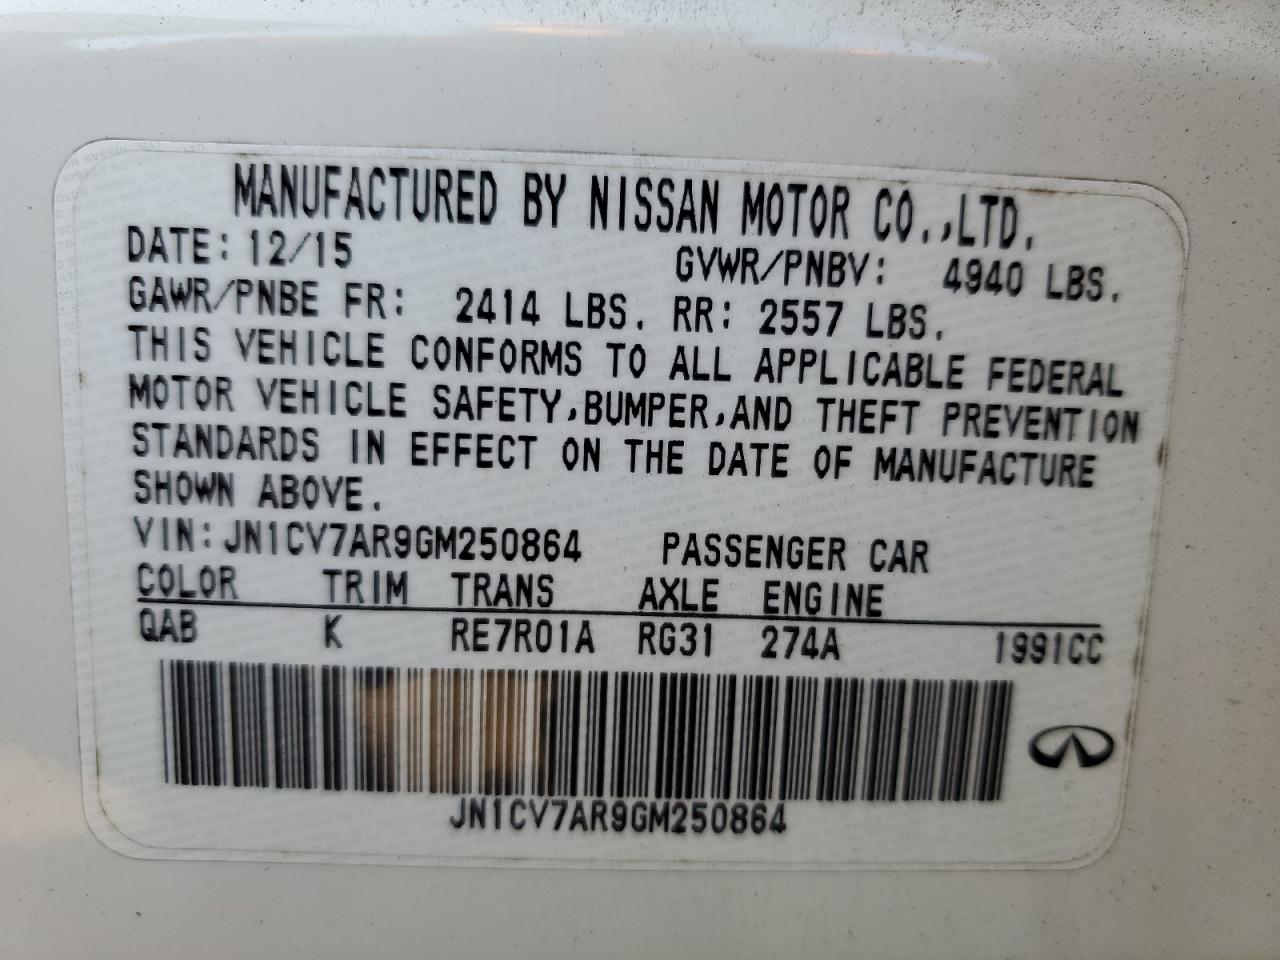 MANUFACTURED BY NISSAN MOTOR CO.,LTD.
DATE: 12/15 GVWR/PNBV: 4940 LBS.
GAWR/PNBE FR: 2414 LBS. RR: 2557 LBS.
THIS VEHICLE CONFORMS TO ALL APPLICABLE FEDERAL
MOTOR VEHICLE SAFETY,BUMPER,AND THEFT PREVENTION
STANDARDS IN EFFECT ON THE DATE OF MANUFACTURE
SHOWN ABOVE.
VIN: JN1CV7AR9GM250864 PASSENGER CAR
COLOR TRIM TRANS AXLE ENGINE
QAB K RE7R01A RG31 274A 1991CC
JN1CV7AR9GM250864